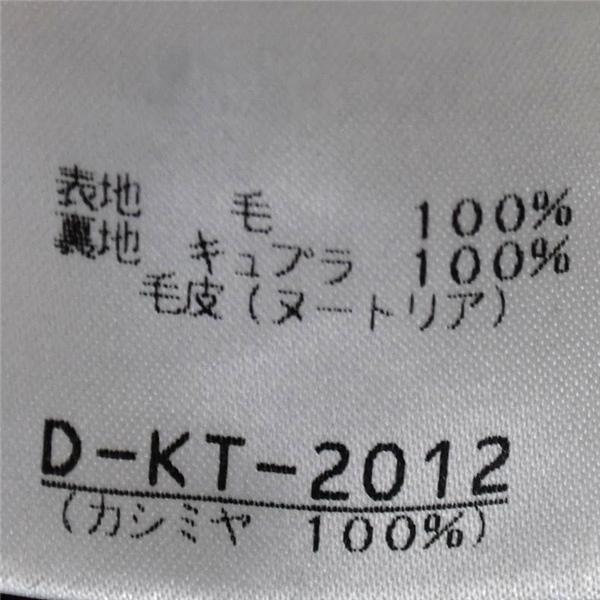 表地 毛 100%
裏地 キュプラ 100%
毛皮(ヌートリア)
D-KT-2012
(カシミヤ 100%)